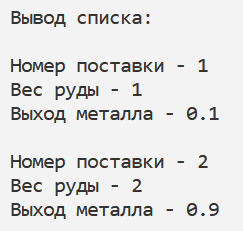 Вывод списка:
Номер поставки - 1
Вес руды - 1
Выход металла - 0.1
Номер поставки - 2
Вес руды - 2
Выход металла - 0.9